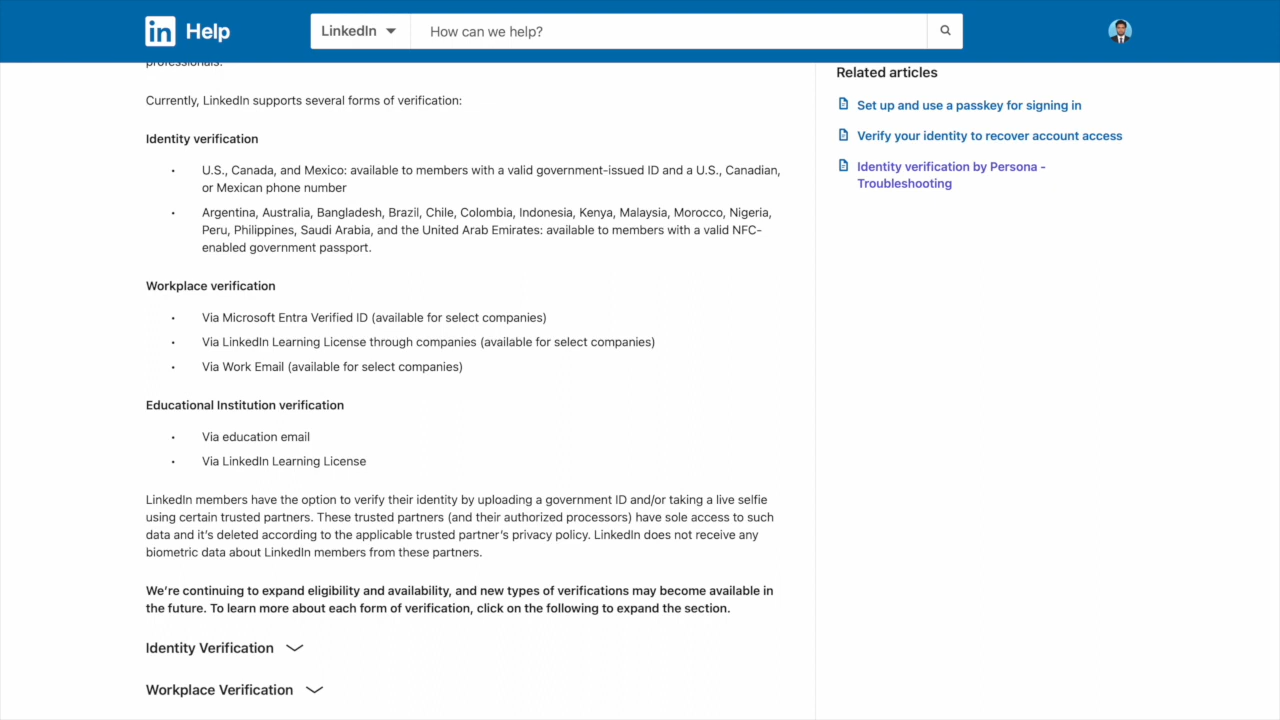 in Help
LinkedIn
How can we help?
professionals.
Currently, LinkedIn supports several forms of verification:
Identity verification
• U.S., Canada, and Mexico: available to members with a valid government-issued ID and a U.S., Canadian,
or Mexican phone number
• Argentina, Australia, Bangladesh, Brazil, Chile, Colombia, Indonesia, Kenya, Malaysia, Morocco, Nigeria,
Peru, Philippines, Saudi Arabia, and the United Arab Emirates: available to members with a valid NFC-
enabled government passport.
Workplace verification
• Via Microsoft Entra Verified ID (available for select companies)
• Via LinkedIn Learning License through companies (available for select companies)
• Via Work Email (available for select companies)
Educational Institution verification
• Via education email
• Via LinkedIn Learning License
LinkedIn members have the option to verify their identity by uploading a government ID and/or taking a live selfie
using certain trusted partners. These trusted partners (and their authorized processors) have sole access to such
data and it's deleted according to the applicable trusted partner's privacy policy. LinkedIn does not receive any
biometric data about LinkedIn members from these partners.
We're continuing to expand eligibility and availability, and new types of verifications may become available in
the future. To learn more about each form of verification, click on the following to expand the section.
Identity Verification
Workplace Verification
Related articles
Set up and use a passkey for signing in
Verify your identity to recover account access
Identity verification by Persona -
Troubleshooting